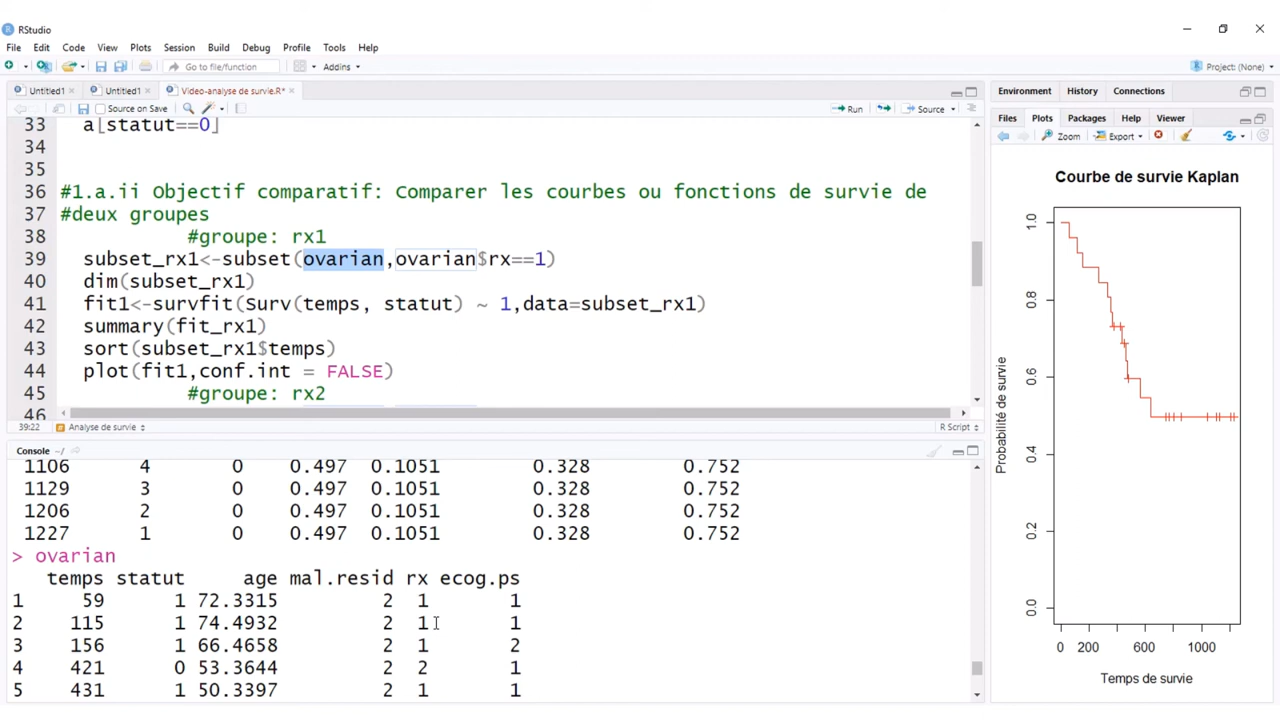 RStudio
File Edit Code View Plots Session Build Debug Profile Tools Help
Go to file/function Addins Project: (None)
Untitled1 Untitled1 Video-analyse de survie.R*
Source on Save Run Source
33 a[statut==0]
34
35
36 #1.a.ii Objectif comparatif: Comparer les courbes ou fonctions de survie de
37 #deux groupes
38 #groupe: rx1
39 subset_rx1<-subset(ovarian,ovarian$rx==1)
40 dim(subset_rx1)
41 fit1<-survfit(Surv(temps, statut) ~ 1,data=subset_rx1)
42 summary(fit_rx1)
43 sort(subset_rx1$temps)
44 plot(fit1,conf.int = FALSE)
45 #groupe: rx2
46
39:22 Analyse de survie R Script
Console ~/
1106 4 0 0.497 0.1051 0.328 0.752
1129 3 0 0.497 0.1051 0.328 0.752
1206 2 0 0.497 0.1051 0.328 0.752
1227 1 0 0.497 0.1051 0.328 0.752
> ovarian
temps statut age mal.resid rx ecog.ps
1 59 1 72.3315 2 1 1
2 115 1 74.4932 2 1 1
3 156 1 66.4658 2 1 2
4 421 0 53.3644 2 2 1
5 431 1 50.3397 2 1 1
Environment History Connections
Files Plots Packages Help Viewer
Zoom Export
Courbe de survie Kaplan
Probabilité de survie
1.0
0.8
0.6
0.4
0.2
0.0
0 200 600 1000
Temps de survie